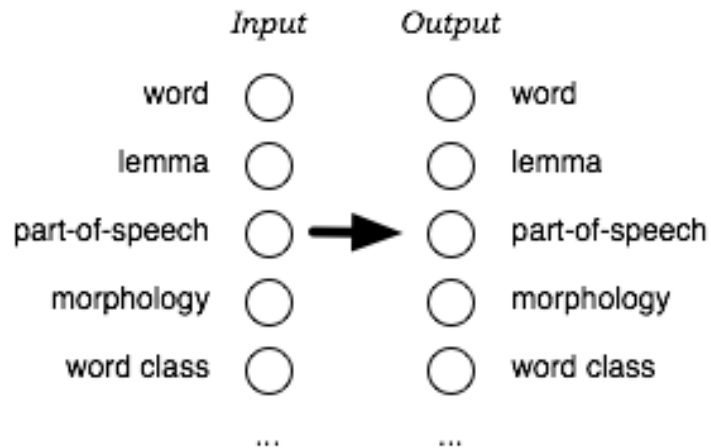 Input Output
word word
lemma lemma
part-of-speech part-of-speech
morphology morphology
word class word class
... ...